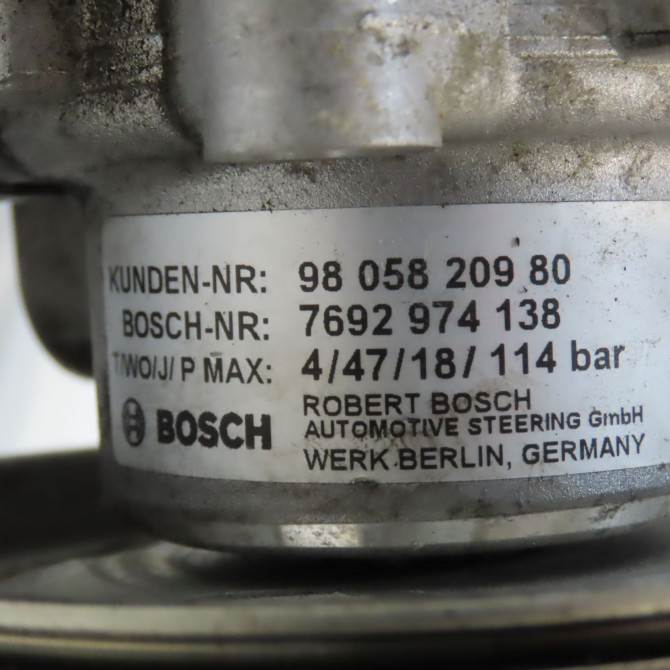 KUNDEN-NR: 98 058 209 80
BOSCH-NR: 7692 974 138
T/WO/J/ P MAX: 4/47/18/ 114 bar
BOSCH
ROBERT BOSCH
AUTOMOTIVE STEERING GmbH
WERK BERLIN, GERMANY